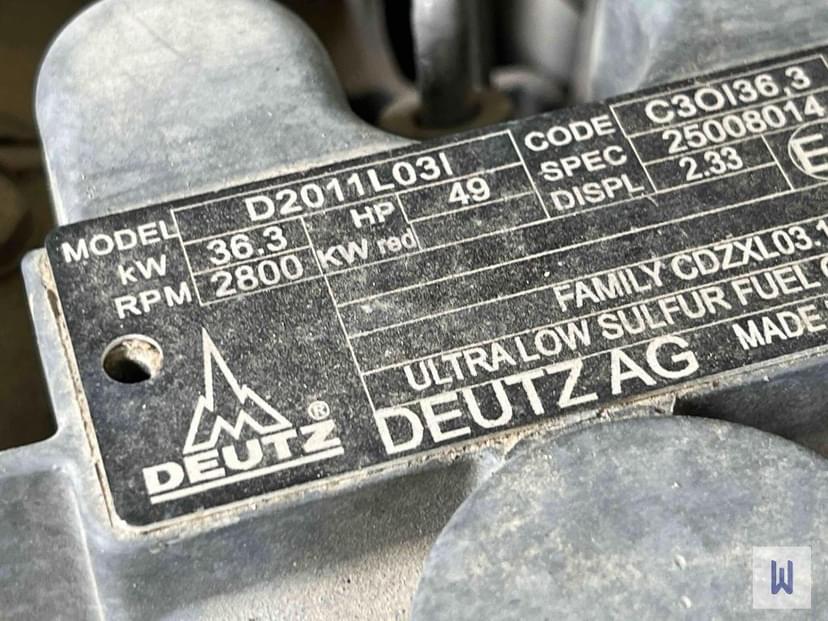 MODEL D2011L03I CODE C3OI36,3
kW 36.3 HP 49 SPEC 25008014
RPM 2800 KW red DISPL 2.33
FAMILY CDZXL03.1
ULTRA LOW SULFUR FUEL
DEUTZ AG MADE
DEUTZ®
W